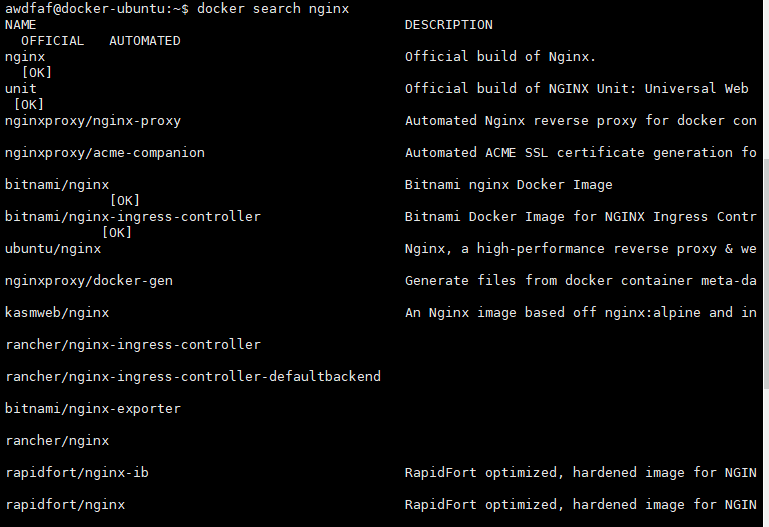 awdfaf@docker-ubuntu:~$ docker search nginx
NAME                                              DESCRIPTION
  OFFICIAL   AUTOMATED
nginx                                             Official build of Nginx.
  [OK]
unit                                              Official build of NGINX Unit: Universal Web
 [OK]
nginxproxy/nginx-proxy                            Automated Nginx reverse proxy for docker con
nginxproxy/acme-companion                         Automated ACME SSL certificate generation fo
bitnami/nginx                                     Bitnami nginx Docker Image
             [OK]
bitnami/nginx-ingress-controller                  Bitnami Docker Image for NGINX Ingress Contr
            [OK]
ubuntu/nginx                                      Nginx, a high-performance reverse proxy & we
nginxproxy/docker-gen                             Generate files from docker container meta-da
kasmweb/nginx                                     An Nginx image based off nginx:alpine and in
rancher/nginx-ingress-controller
rancher/nginx-ingress-controller-defaultbackend
bitnami/nginx-exporter
rancher/nginx
rapidfort/nginx-ib                                RapidFort optimized, hardened image for NGIN
rapidfort/nginx                                   RapidFort optimized, hardened image for NGIN